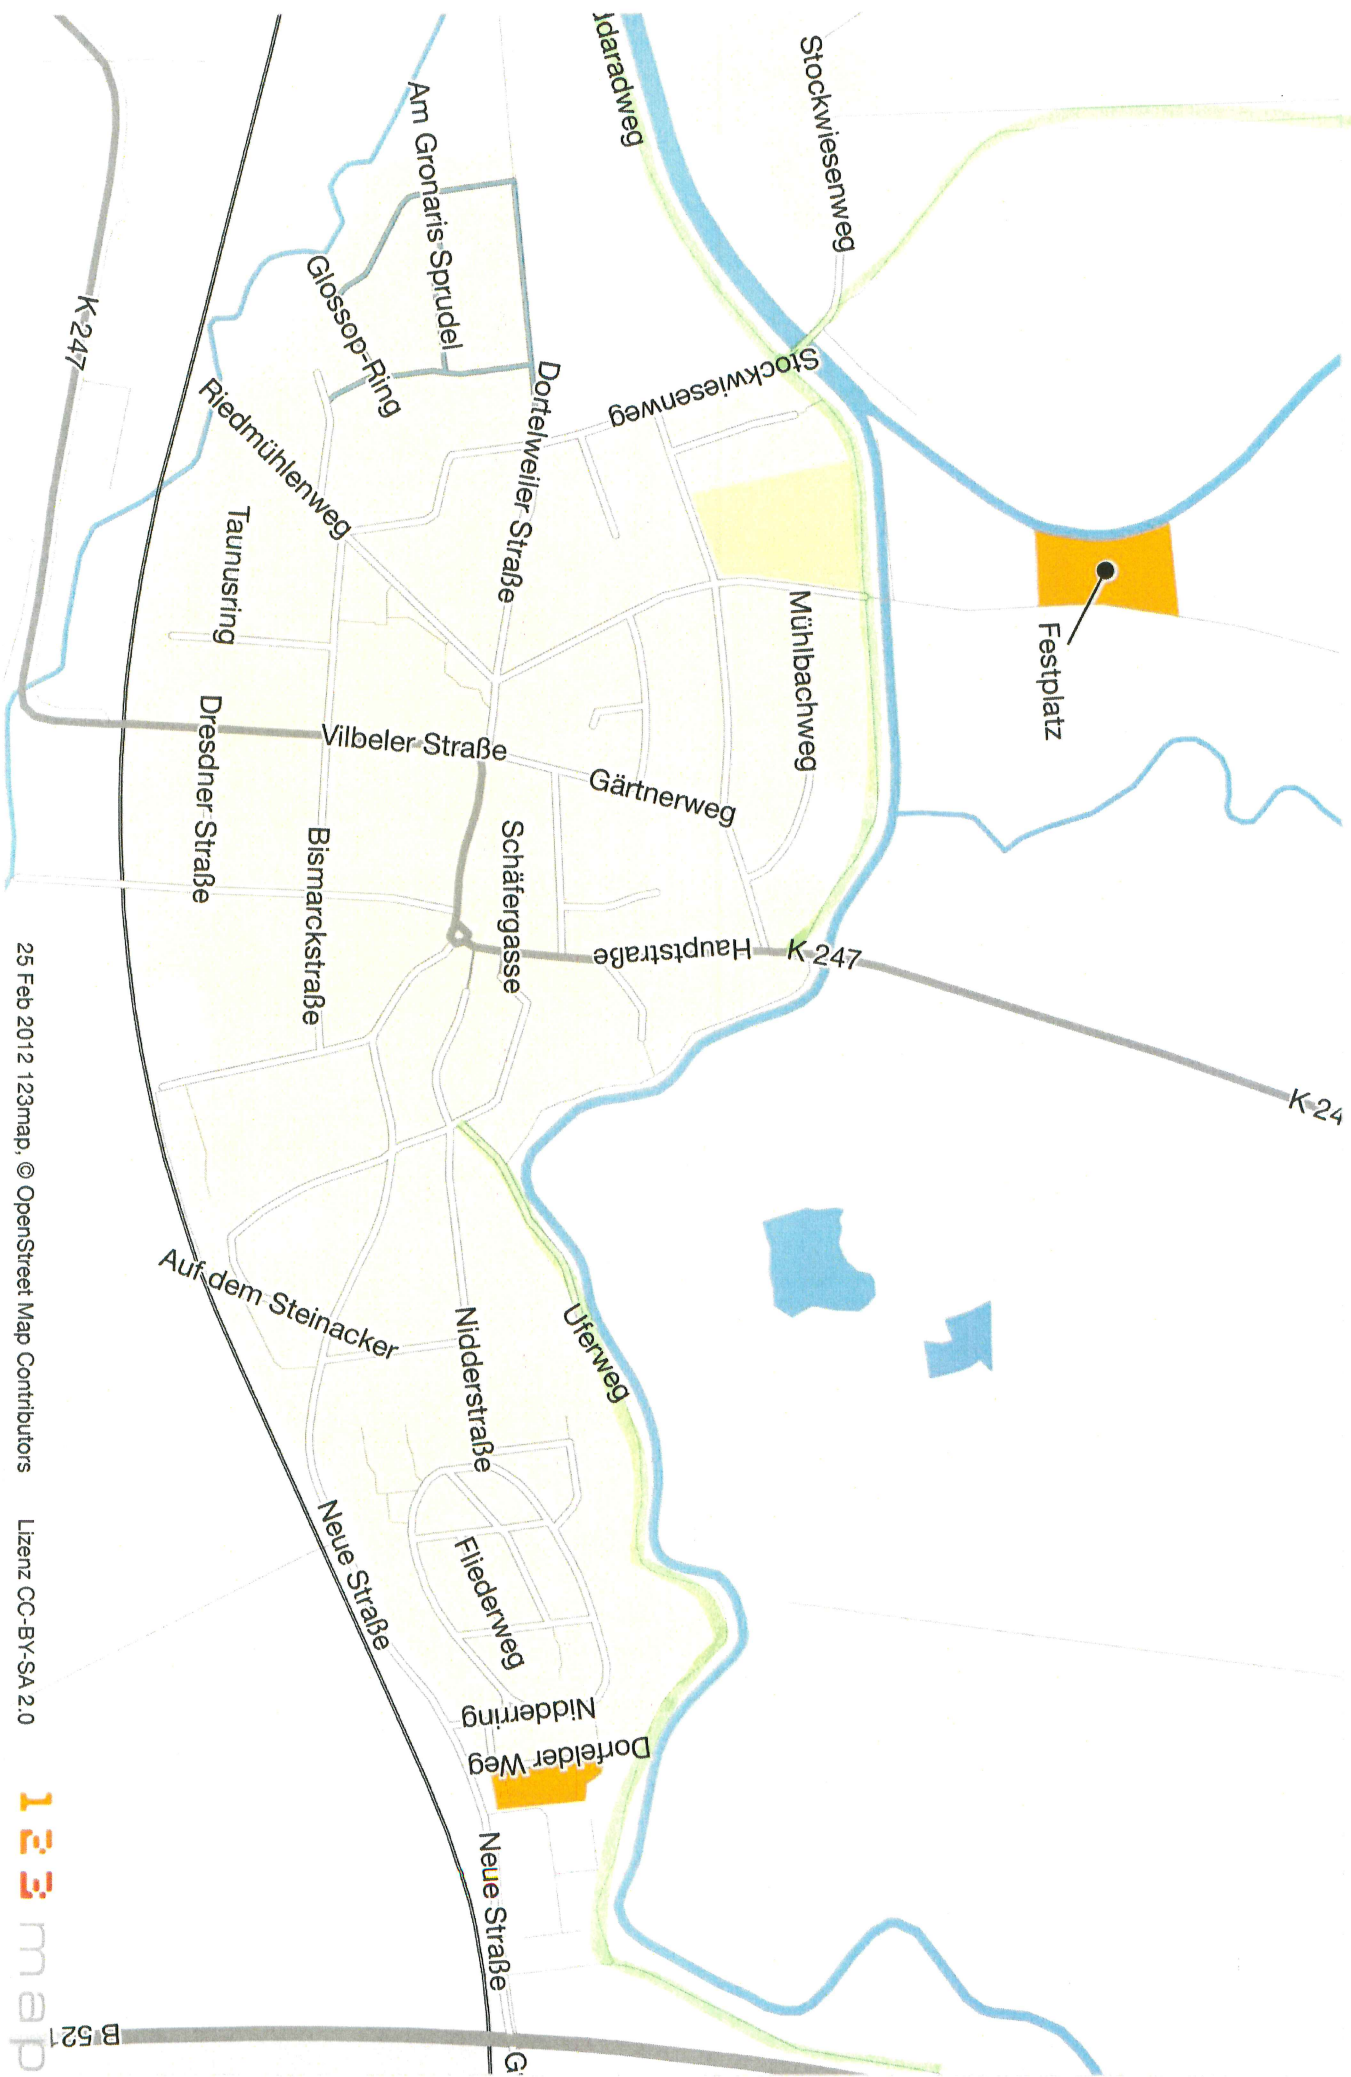 Stockwiesenweg
daradweg
Am Gronaris Sprudel
Glossop-Ring
K 247
Riedmühlenweg
Dortelweiler Straße
Stockwiesenweg
Taunusring
Mühlbachweg
Festplatz
Dresdner Straße
Vilbeler Straße
Gärtnerweg
Bismarckstraße
Schäfergasse
Hauptstraße
K 247
K 24
Auf dem Steinacker
Nidderstraße
Uferweg
Neue Straße
Fliederweg
Nidderring
Dorfelder Weg
Neue Straße
B 521
G
25 Feb 2012 123map, © OpenStreet Map Contributors Lizenz CC-BY-SA 2.0
123map